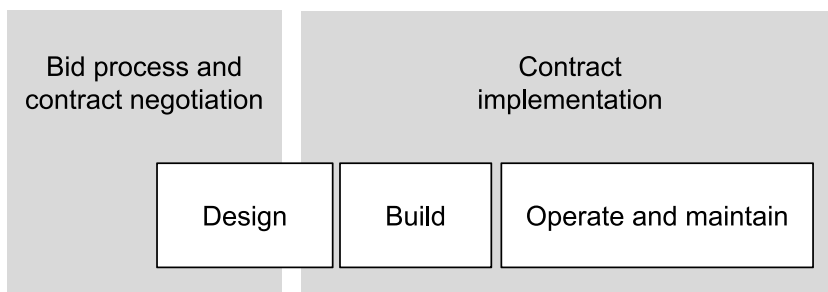 Bid process and
contract negotiation
Contract
implementation
Design
Build
Operate and maintain